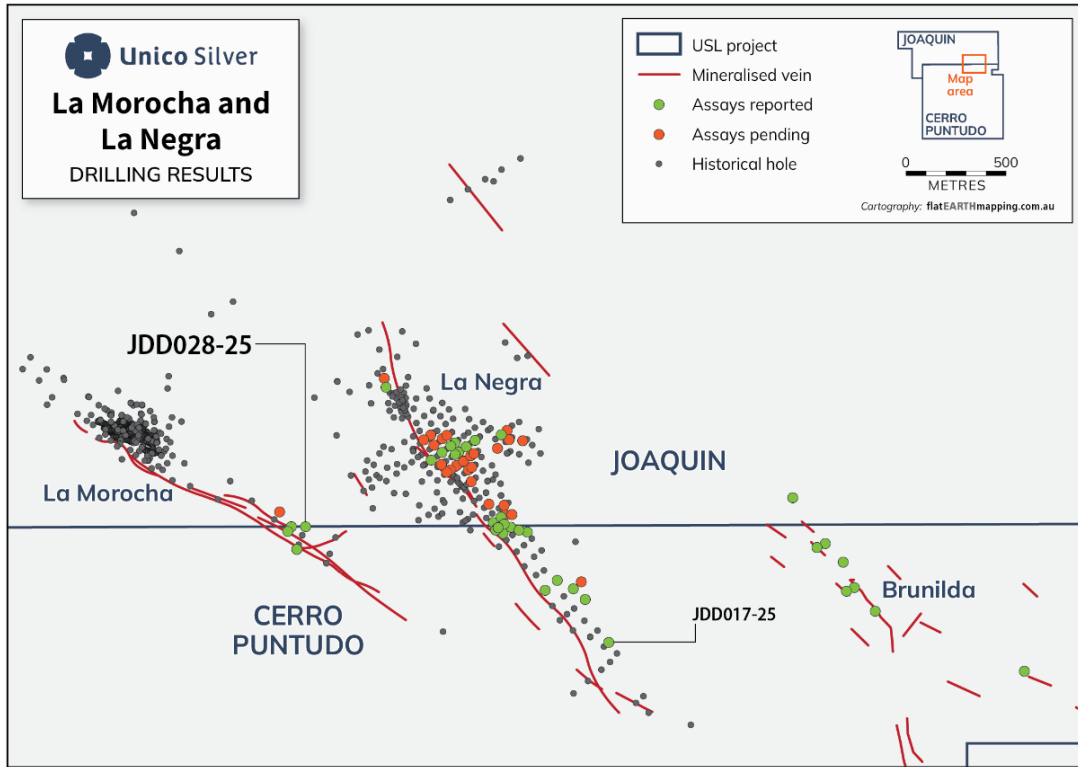 Unico Silver
La Morocha and
La Negra
DRILLING RESULTS
USL project
Mineralised vein
Assays reported
Assays pending
Historical hole
JOAQUIN
Map
area
CERRO
PUNTUDO
0 500
METRES
Cartography: flatEARTHmapping.com.au
JDD028-25
La Negra
JOAQUIN
La Morocha
Brunilda
CERRO
PUNTUDO
JDD017-25